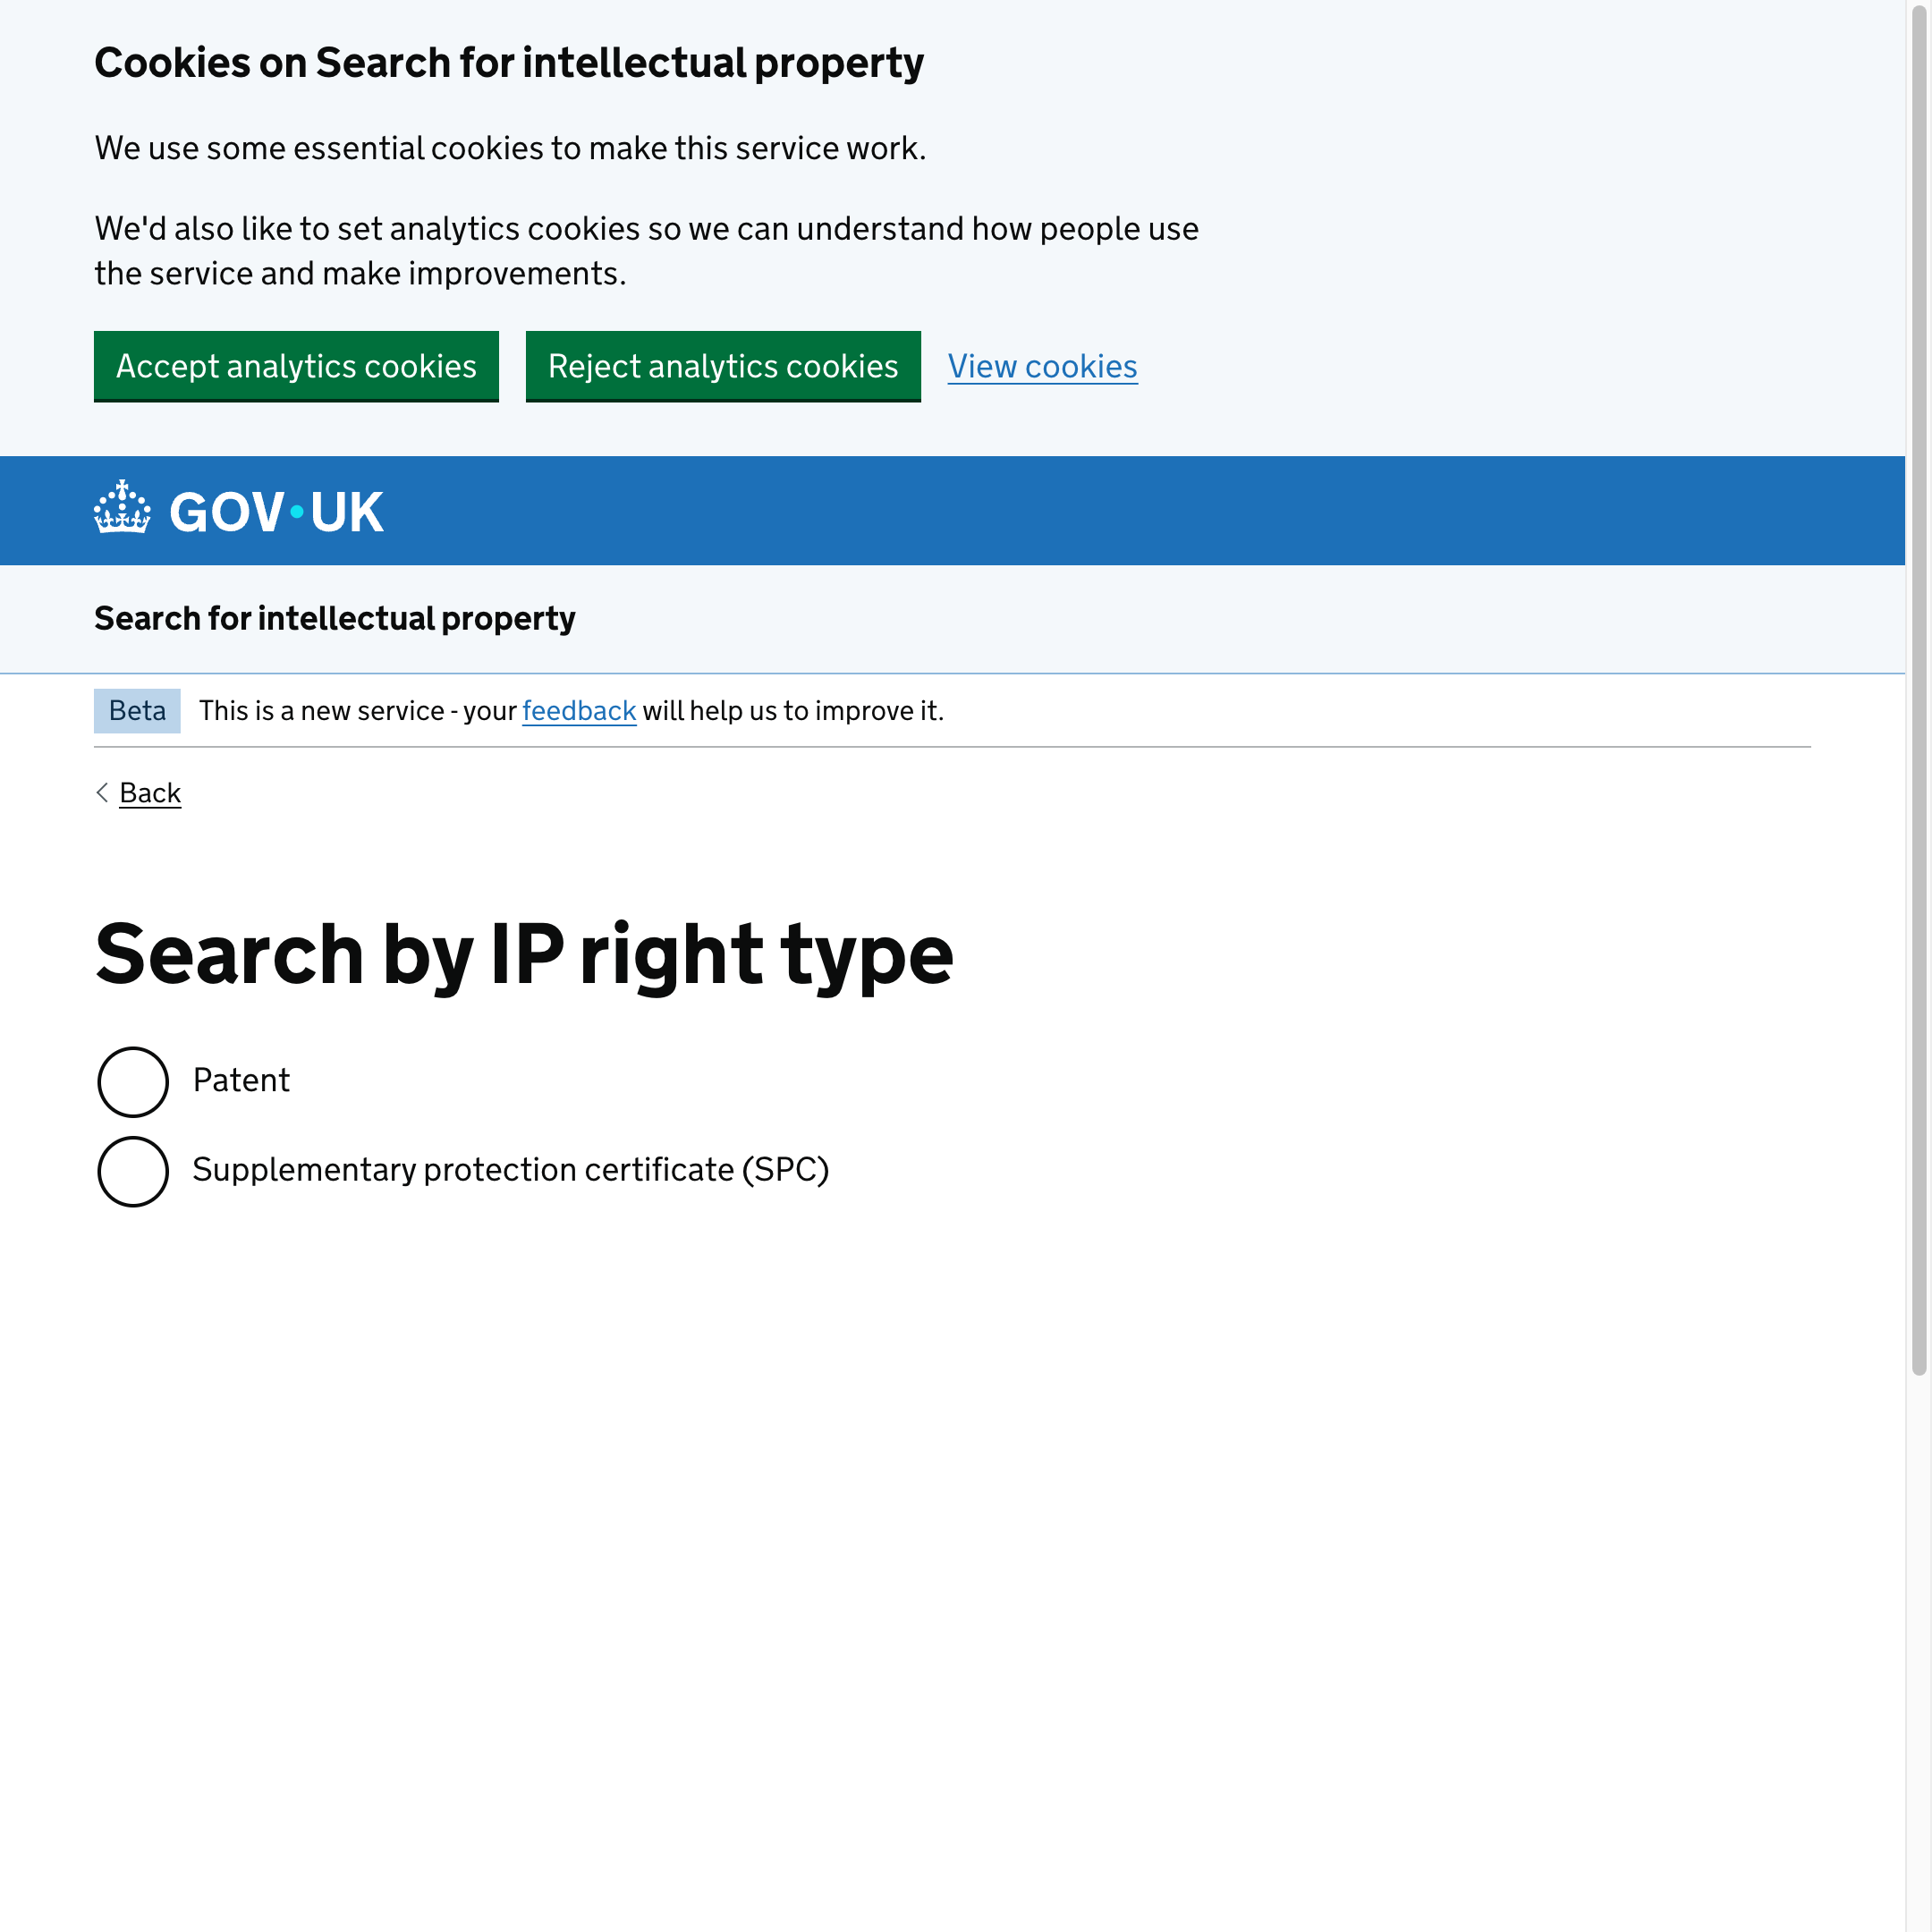 Cookies on Search for intellectual property
We use some essential cookies to make this service work.
We'd also like to set analytics cookies so we can understand how people use
the service and make improvements.
Accept analytics cookies Reject analytics cookies View cookies
GOV·UK
Search for intellectual property
Beta This is a new service - your feedback will help us to improve it.
Back
Search by IP right type
Patent
Supplementary protection certificate (SPC)